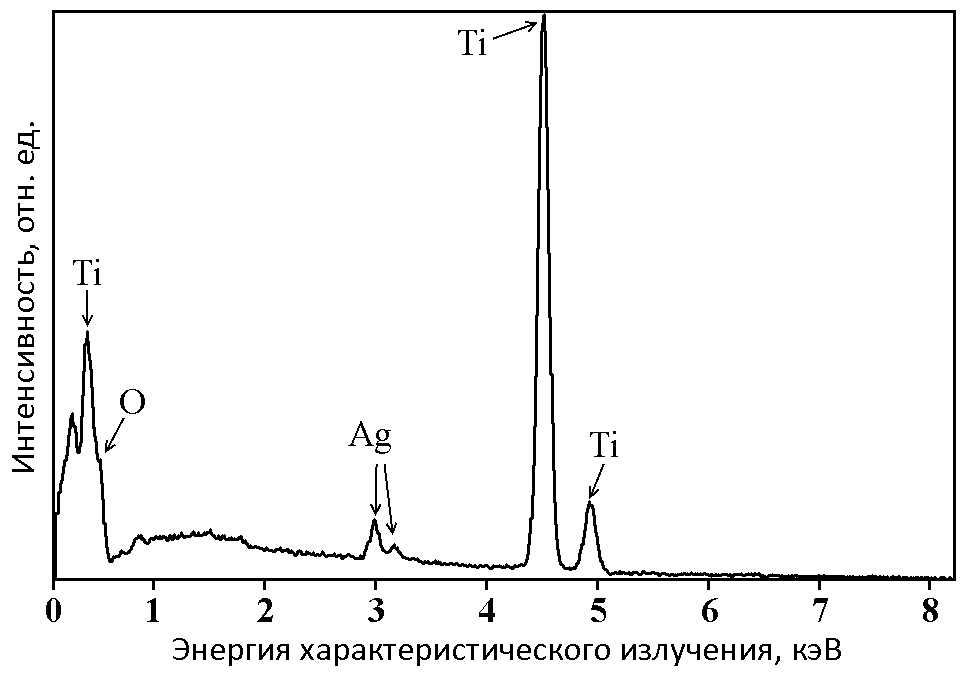 Ti
Ti
O
Ag
Ti
Интенсивность, отн. ед.
0 1 2 3 4 5 6 7 8
Энергия характеристического излучения, кэВ